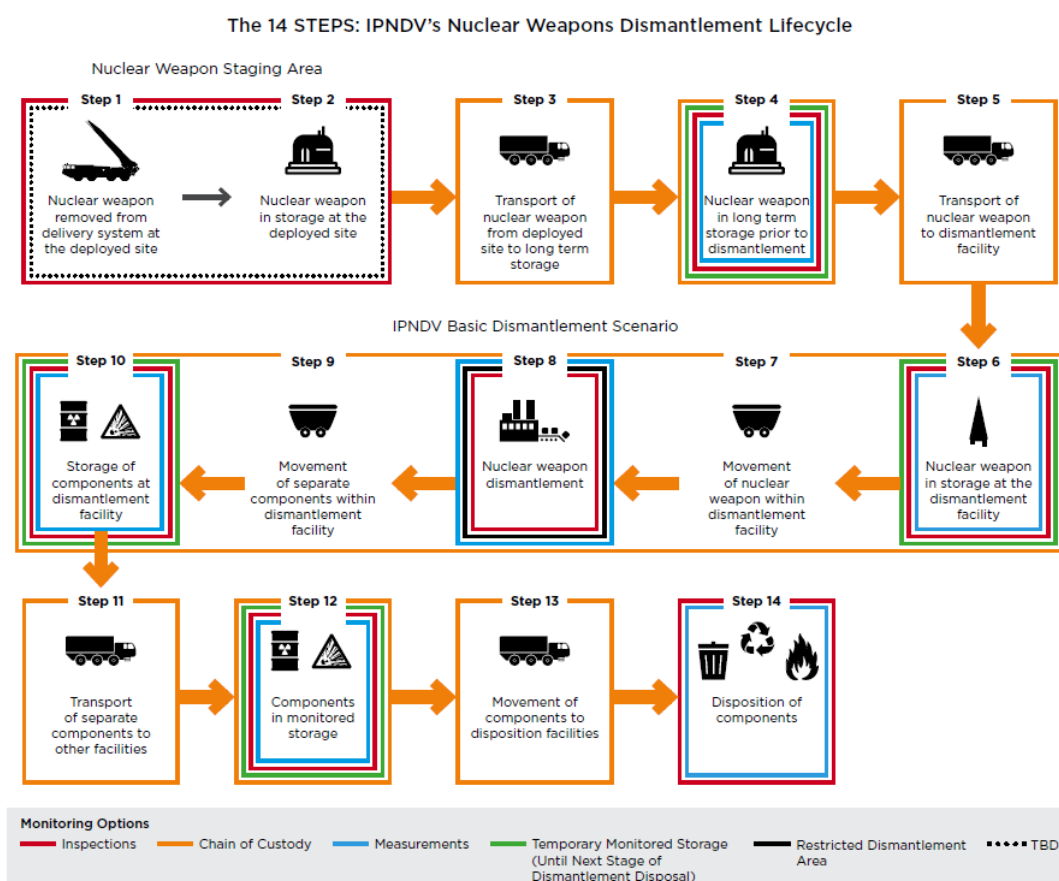 The 14 STEPS: IPNDV's Nuclear Weapons Dismantlement Lifecycle
Nuclear Weapon Staging Area
Step 1
Nuclear weapon
removed from
delivery system at
the deployed site
Step 2
Nuclear weapon
in storage at the
deployed site
Step 3
Transport of
nuclear weapon
from deployed
site to long term
storage
Step 4
Nuclear weapon
in long term
storage prior to
dismantlement
Step 5
Transport of
nuclear weapon
to dismantlement
facility
IPNDV Basic Dismantlement Scenario
Step 10
Storage of
components at
dismantlement
facility
Step 9
Movement
of separate
components within
dismantlement
facility
Step 8
Nuclear weapon
dismantlement
Step 7
Movement
of nuclear
weapon within
dismantlement
facility
Step 6
Nuclear weapon
in storage at the
dismantlement
facility
Step 11
Transport
of separate
components to
other facilities
Step 12
Components
in monitored
storage
Step 13
Movement of
components to
disposition facilities
Step 14
Disposition of
components
Monitoring Options
Inspections
Chain of Custody
Measurements
Temporary Monitored Storage
(Until Next Stage of
Dismantlement Disposal)
Restricted Dismantlement
Area
TBD